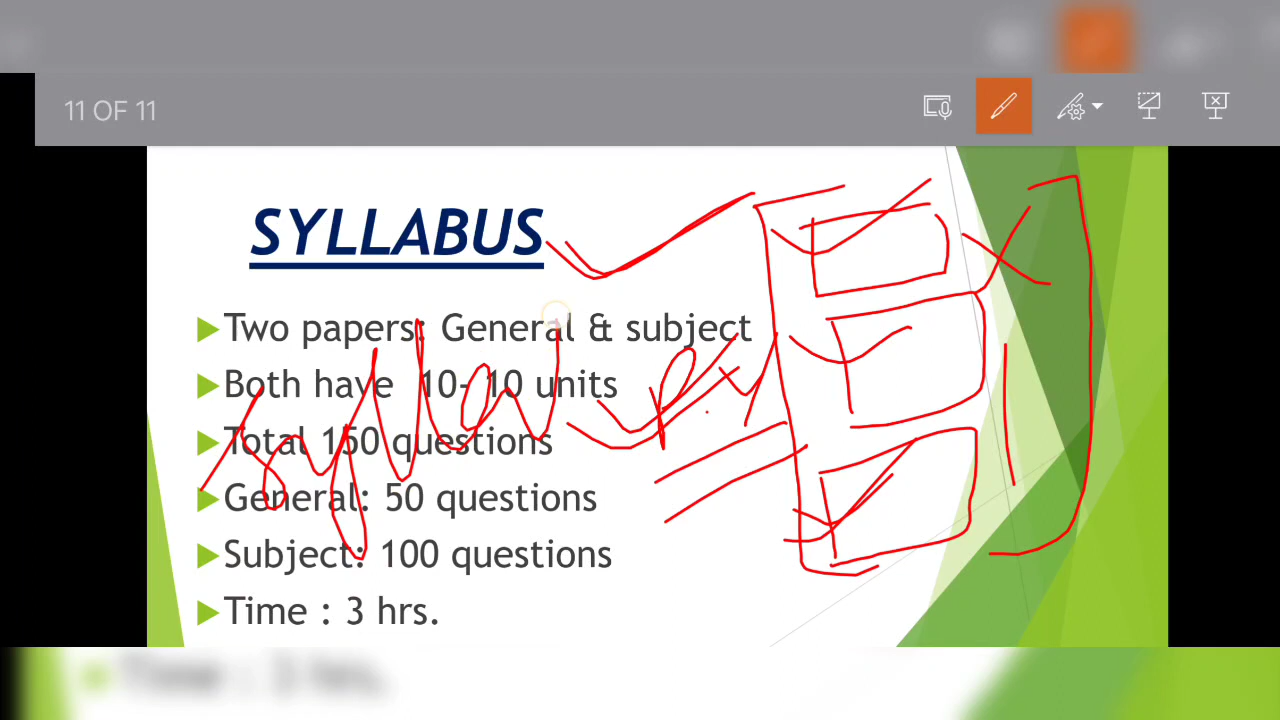 11 OF 11
SYLLABUS
Two papers: General & subject
Both have 10- 10 units
Total 150 questions
General: 50 questions
Subject: 100 questions
Time : 3 hrs.